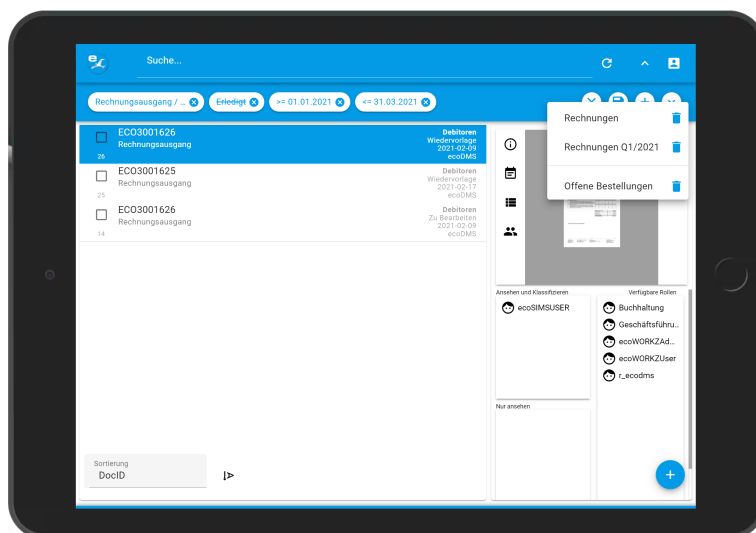 Suche...
Rechnungsausgang / ...
Erledigt
>= 01.01.2021
<= 31.03.2021
Rechnungen
Rechnungen Q1/2021
Offene Bestellungen
ECO3001626
Rechnungsausgang
26
Debitoren
Wiedervorlage
2021-02-09
ecoDMS
ECO3001625
Rechnungsausgang
25
Debitoren
Wiedervorlage
2021-02-17
ecoDMS
ECO3001626
Rechnungsausgang
14
Debitoren
Zu Bearbeiten
2021-02-09
ecoDMS
Ansehen und Klassifizieren
ecoSIMSUSER
Verfügbare Rollen
Buchhaltung
Geschäftsführu..
ecoWORKZAd...
ecoWORKZUser
r_ecodms
Nur ansehen
Sortierung
DocID